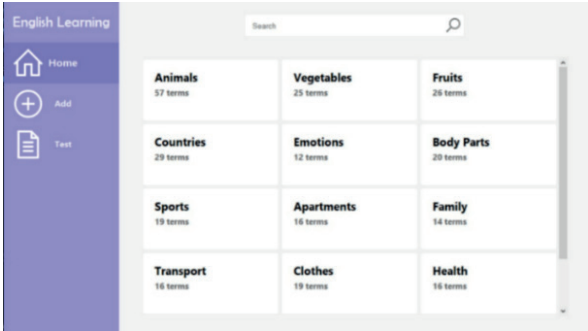 English Learning
Search
Home
Add
Test
Animals
57 terms
Vegetables
25 terms
Fruits
26 terms
Countries
29 terms
Emotions
12 terms
Body Parts
20 terms
Sports
19 terms
Apartments
16 terms
Family
14 terms
Transport
16 terms
Clothes
19 terms
Health
16 terms